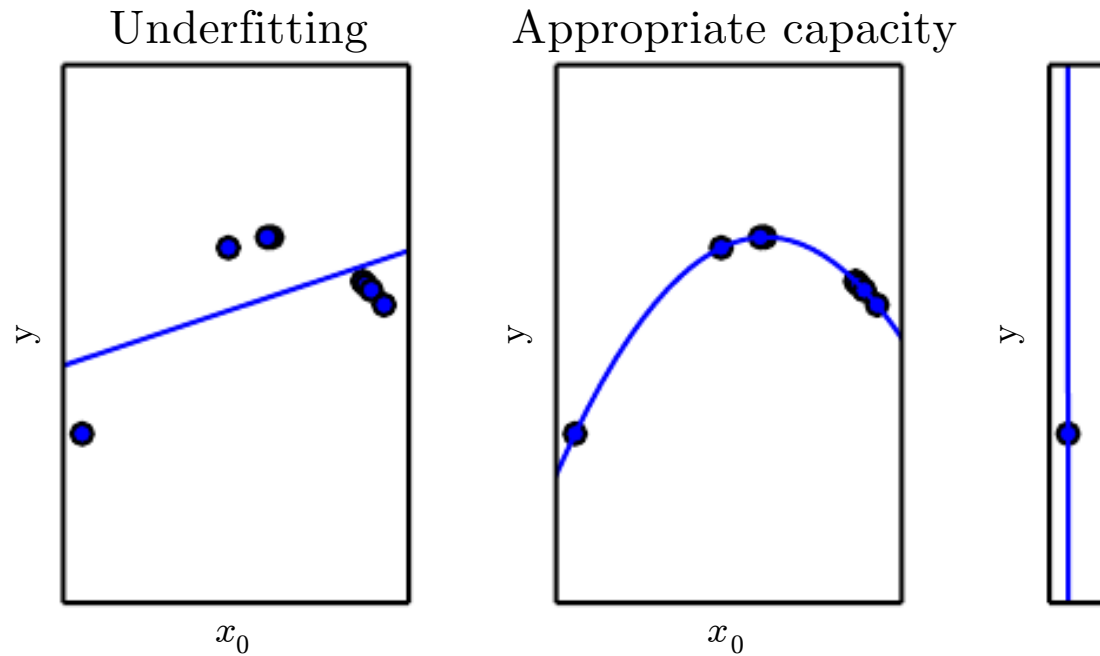 Underfitting
Appropriate capacity
y
y
y
x₀
x₀